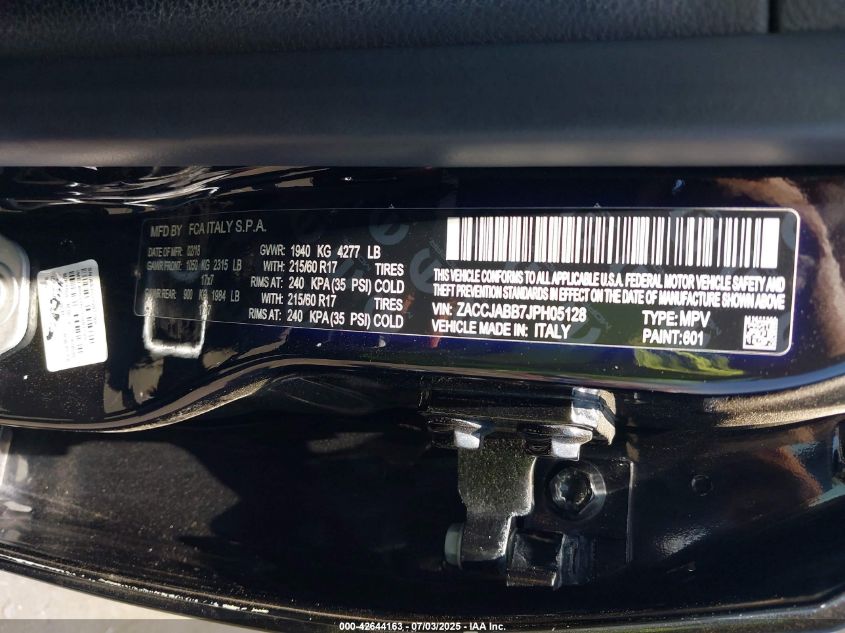 MFD BY FCA ITALY S.P.A.
DATE OF MFR 02/18 GVWR: 1940 KG 4277 LB
GAWR FRONT: 1050 KG 2315 LB WITH: 215/60 R17 TIRES
17x7 RIMS AT: 240 KPA(35 PSI) COLD
GAWR REAR: 900 KG 1984 LB WITH: 215/60 R17 TIRES
RIMS AT: 240 KPA(35 PSI) COLD
THIS VEHICLE CONFORMS TO ALL APPLICABLE U.S.A. FEDERAL MOTOR VEHICLE SAFETY AND
THEFT PREVENTION STANDARDS IN EFFECT ON THE DATE OF MANUFACTURE SHOWN ABOVE.
VIN: ZACCJABB7JPH05128 TYPE: MPV
VEHICLE MADE IN: ITALY PAINT: 601
000-42644163 - 07/03/2025 - IAA Inc.